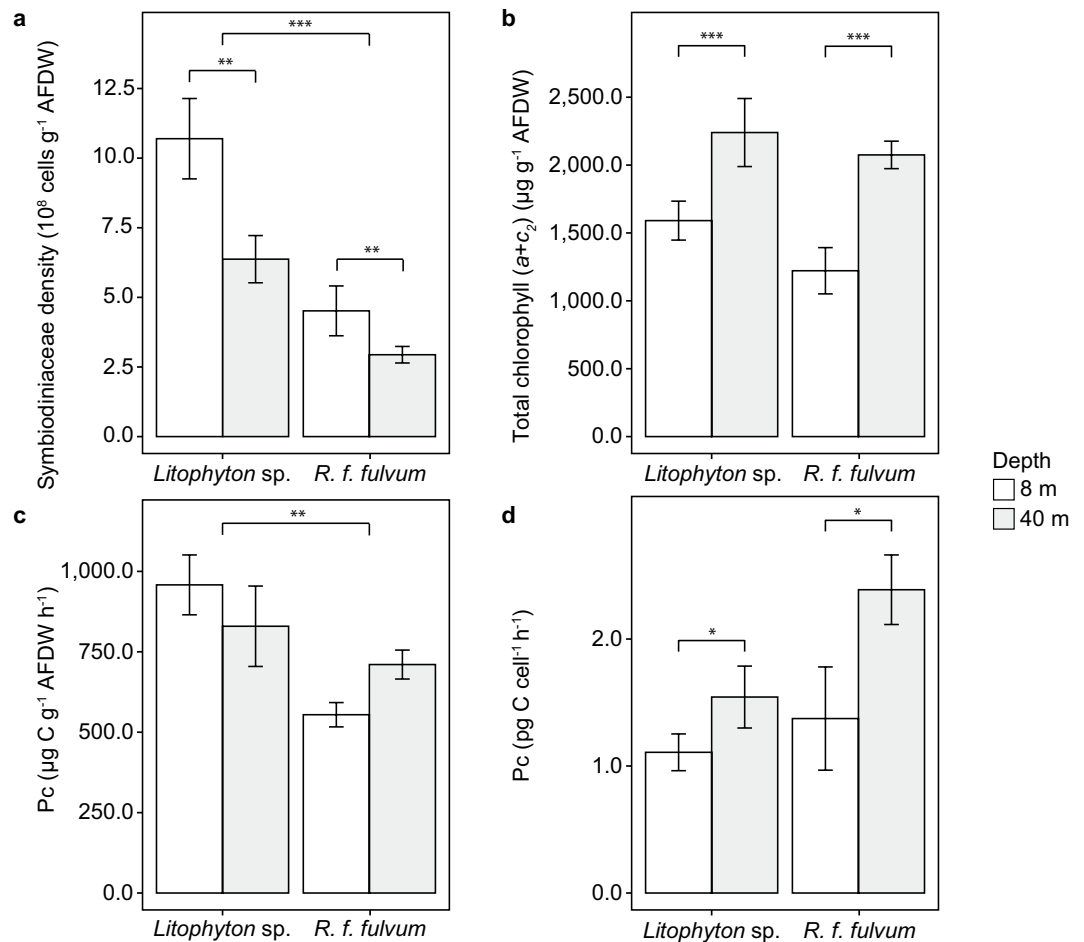 a
Symbiodiniaceae density (10⁸ cells g⁻¹ AFDW)
12.5
10.0
7.5
5.0
2.5
0.0
***
**
**
Litophyton sp.
R. f. fulvum
b
Total chlorophyll (a+c₂) (µg g⁻¹ AFDW)
2,500.0
2,000.0
1,500.0
1,000.0
500.0
0.0
***
***
Litophyton sp.
R. f. fulvum
Depth
8 m
40 m
c
Pc (µg C g⁻¹ AFDW h⁻¹)
1,000.0
750.0
500.0
250.0
0.0
**
Litophyton sp.
R. f. fulvum
d
Pc (pg C cell⁻¹ h⁻¹)
2.0
1.0
0.0
*
*
Litophyton sp.
R. f. fulvum